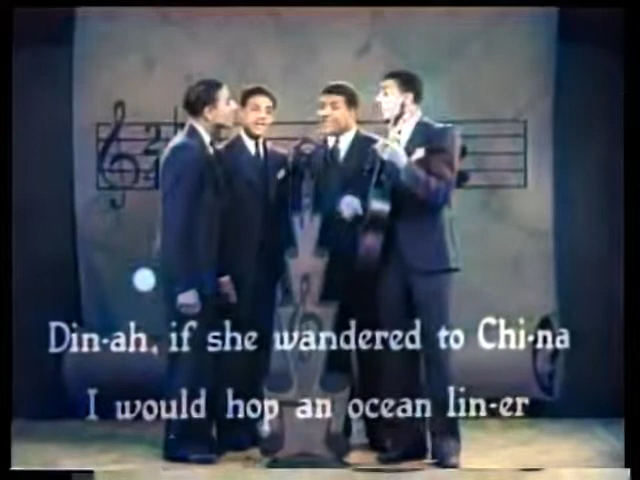 Din-ah, if she wandered to Chi-na
I would hop an ocean lin-er